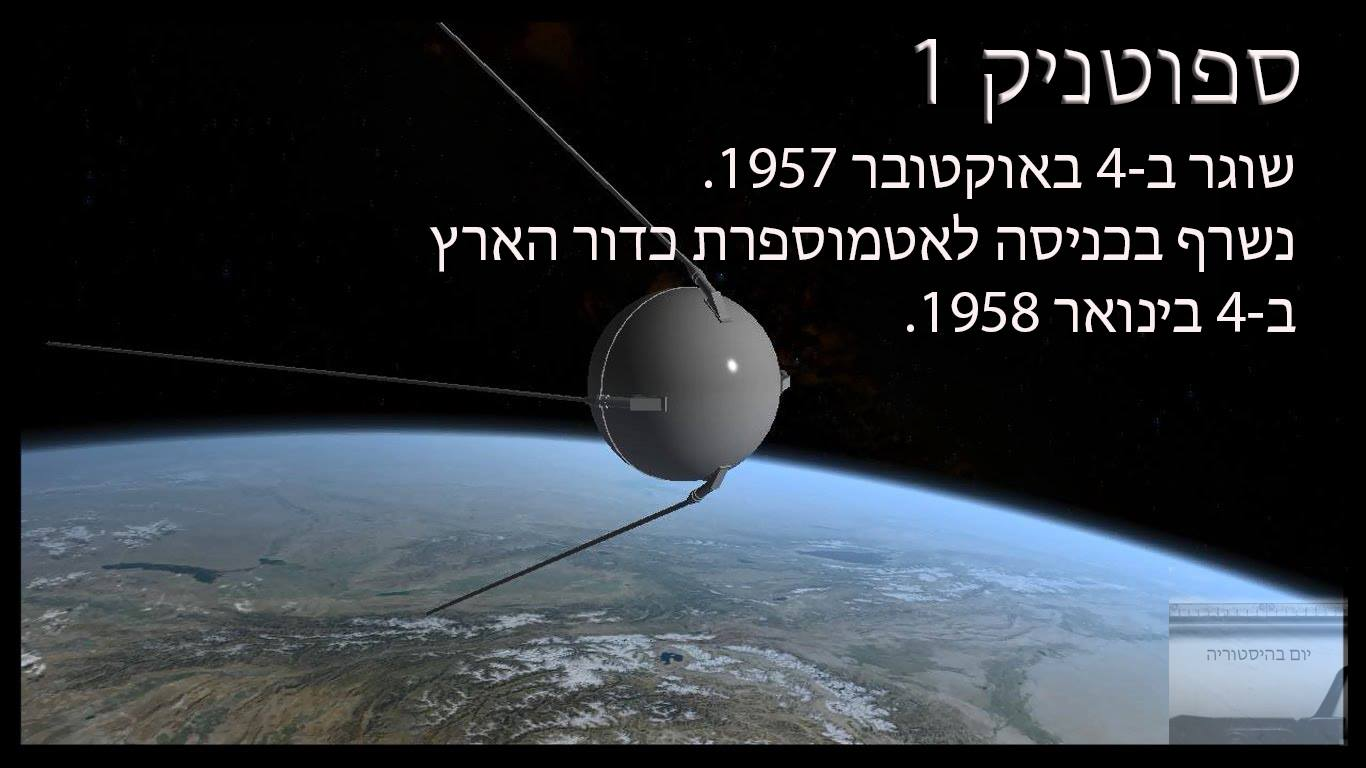 ספוטניק 1
שוגר ב-4 באוקטובר 1957.
נשרף בכניסה לאטמוספרת כדור הארץ
ב-4 בינואר 1958.
יום בהיסטוריה